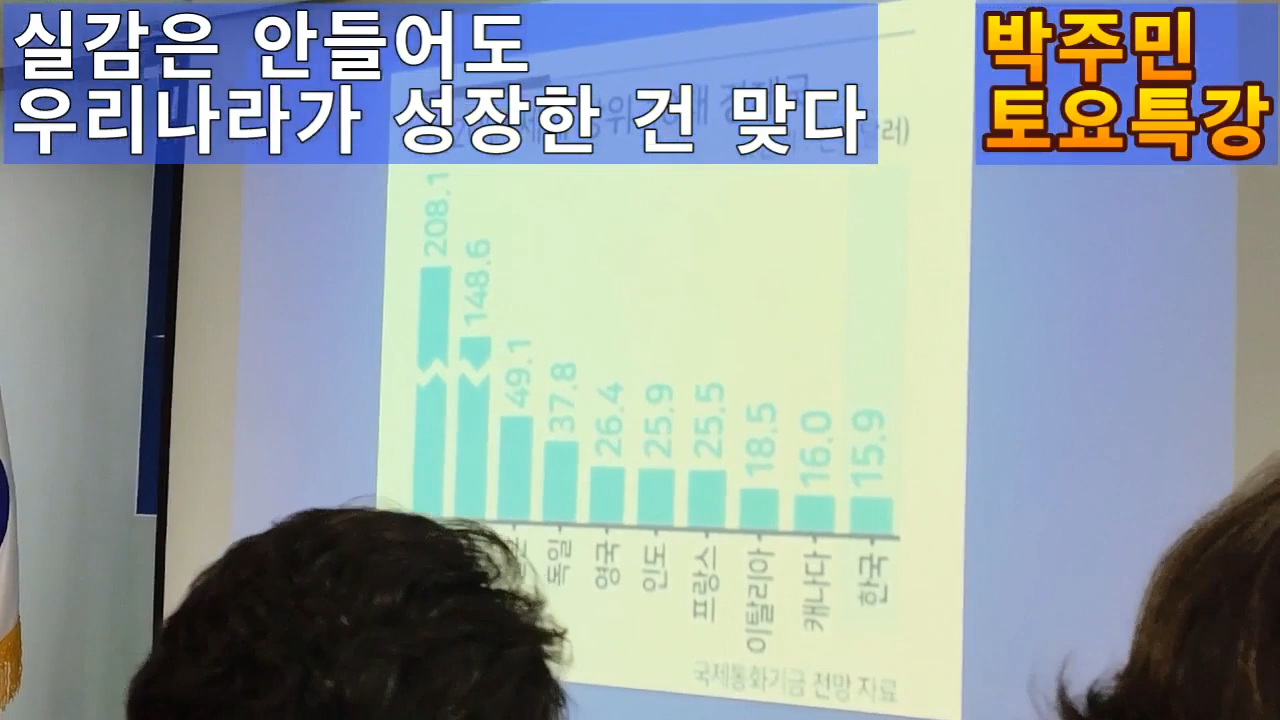 실감은 안들어도
우리나라가 성장한 건 맞다
박주민
토요특강
208.1
148.6
49.1
37.8
26.4
25.9
25.5
18.5
16.0
15.9
독일
영국
인도
프랑스
이탈리아
캐나다
한국
국제통화기금 전망 자료